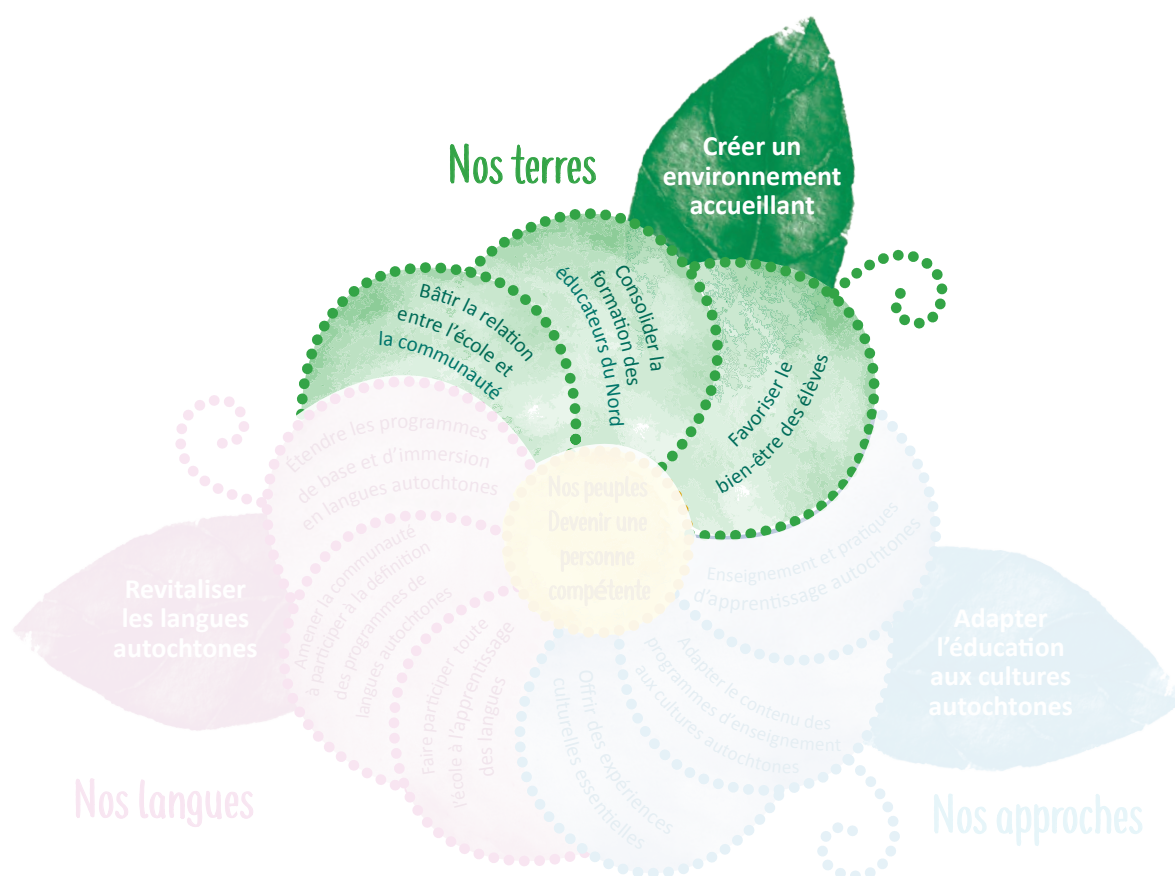 Nos terres
Créer un
environnement
accueillant
Bâtir la relation
entre l'école et
la communauté
Consolider la
formation des
éducateurs du Nord
Favoriser le
bien-être des élèves
Étendre les programmes
de base et d'immersion
en langues autochtones
Nos peuples
Devenir une
personne
compétente
Enseignement et pratiques
d'apprentissage autochtones
Revitaliser
les langues
autochtones
Amener la communauté
à participer à la définition
des programmes de
langues autochtones
Faire participer toute
l'école à l'apprentissage
des langues
Offrir des expériences
culturelles essentielles
Adapter le contenu des
programmes d'enseignement
aux cultures autochtones
Adapter
l'éducation
aux cultures
autochtones
Nos langues
Nos approches